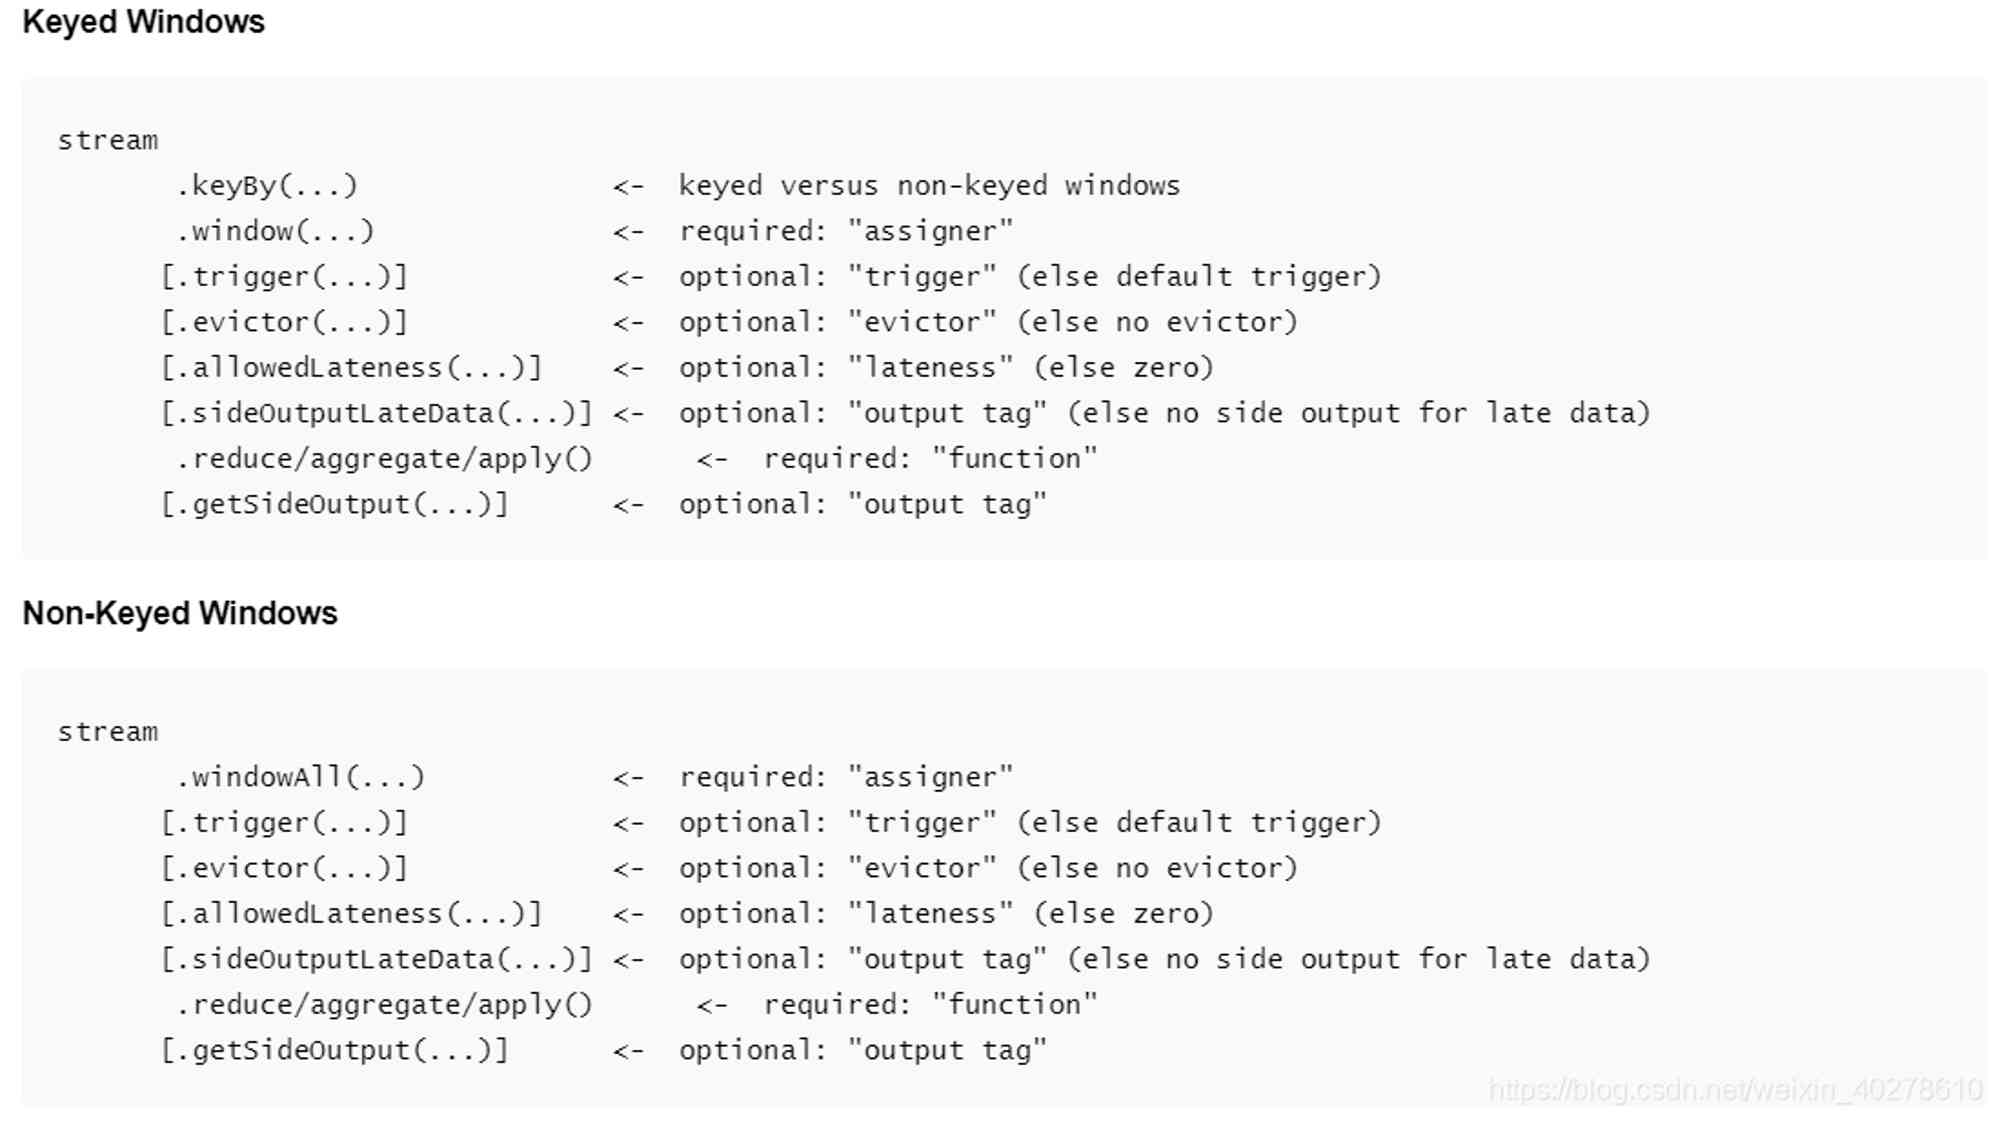 Keyed Windows
stream
.keyBy(...) <- keyed versus non-keyed windows
.window(...) <- required: "assigner"
[.trigger(...)] <- optional: "trigger" (else default trigger)
[.evictor(...)] <- optional: "evictor" (else no evictor)
[.allowedLateness(...)] <- optional: "lateness" (else zero)
[.sideOutputLateData(...)] <- optional: "output tag" (else no side output for late data)
.reduce/aggregate/apply() <- required: "function"
[.getSideOutput(...)] <- optional: "output tag"
Non-Keyed Windows
stream
.windowAll(...) <- required: "assigner"
[.trigger(...)] <- optional: "trigger" (else default trigger)
[.evictor(...)] <- optional: "evictor" (else no evictor)
[.allowedLateness(...)] <- optional: "lateness" (else zero)
[.sideOutputLateData(...)] <- optional: "output tag" (else no side output for late data)
.reduce/aggregate/apply() <- required: "function"
[.getSideOutput(...)] <- optional: "output tag"
https://blog.csdn.net/weixin_40278610